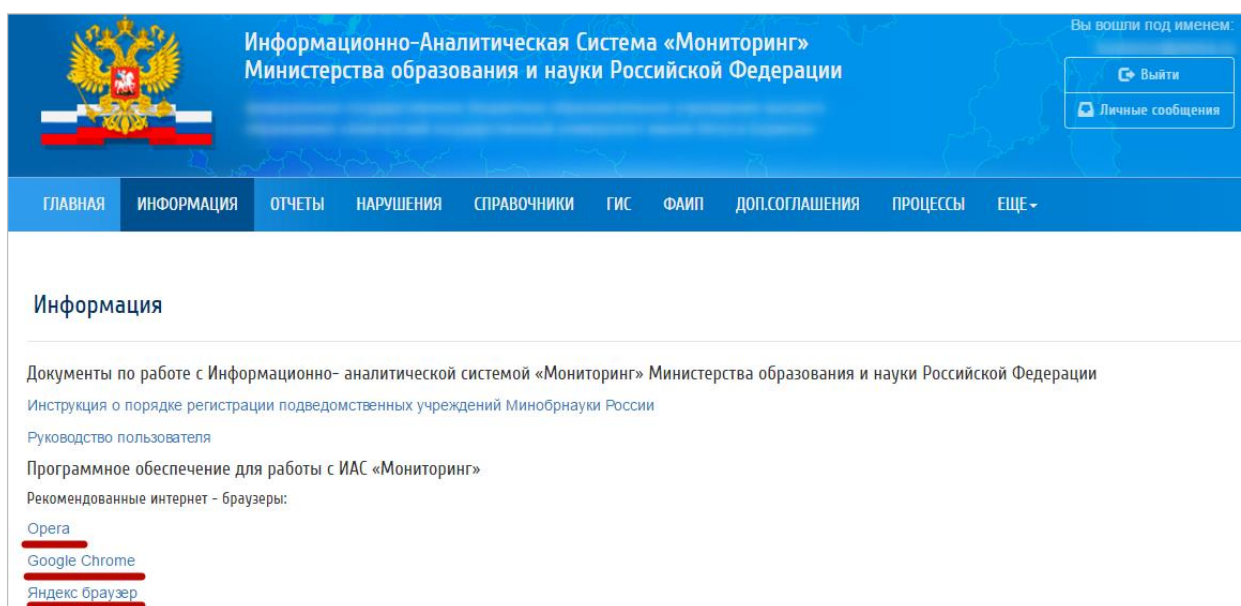 Вы вошли под именем:
Информационно-Аналитическая Система «Мониторинг»
Министерства образования и науки Российской Федерации
Выйти
Личные сообщения
ГЛАВНАЯ ИНФОРМАЦИЯ ОТЧЕТЫ НАРУШЕНИЯ СПРАВОЧНИКИ ГИС ФАИП ДОП.СОГЛАШЕНИЯ ПРОЦЕССЫ ЕЩЕ
Информация
Документы по работе с Информационно- аналитической системой «Мониторинг» Министерства образования и науки Российской Федерации
Инструкция о порядке регистрации подведомственных учреждений Минобрнауки России
Руководство пользователя
Программное обеспечение для работы с ИАС «Мониторинг»
Рекомендованные интернет - браузеры:
Opera
Google Chrome
Яндекс браузер